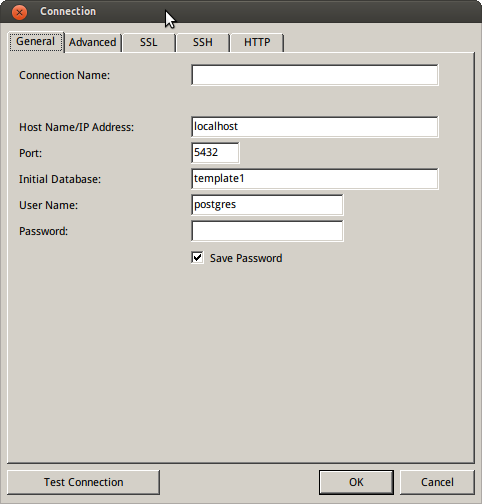 Connection
General Advanced SSL SSH HTTP
Connection Name:
Host Name/IP Address: localhost
Port: 5432
Initial Database: template1
User Name: postgres
Password:
Save Password
Test Connection OK Cancel